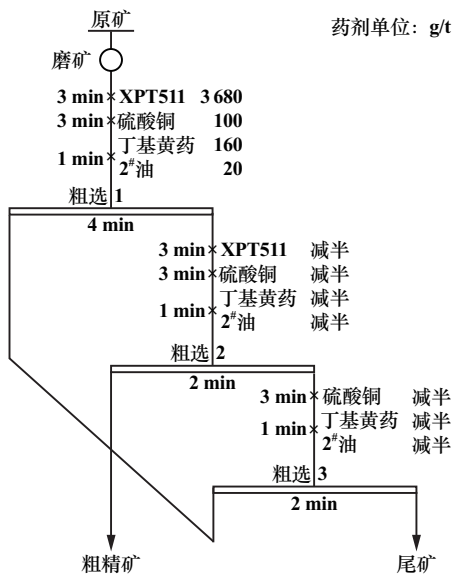 原矿
药剂单位：g/t
磨矿
3 min XPT511 3 680
3 min 硫酸铜 100
丁基黄药 160
1 min
2#油 20
粗选 1
4 min
3 min XPT511 减半
3 min 硫酸铜 减半
丁基黄药 减半
1 min
2#油 减半
粗选 2
2 min
3 min 硫酸铜 减半
丁基黄药 减半
1 min
2#油 减半
粗选 3
2 min
粗精矿
尾矿